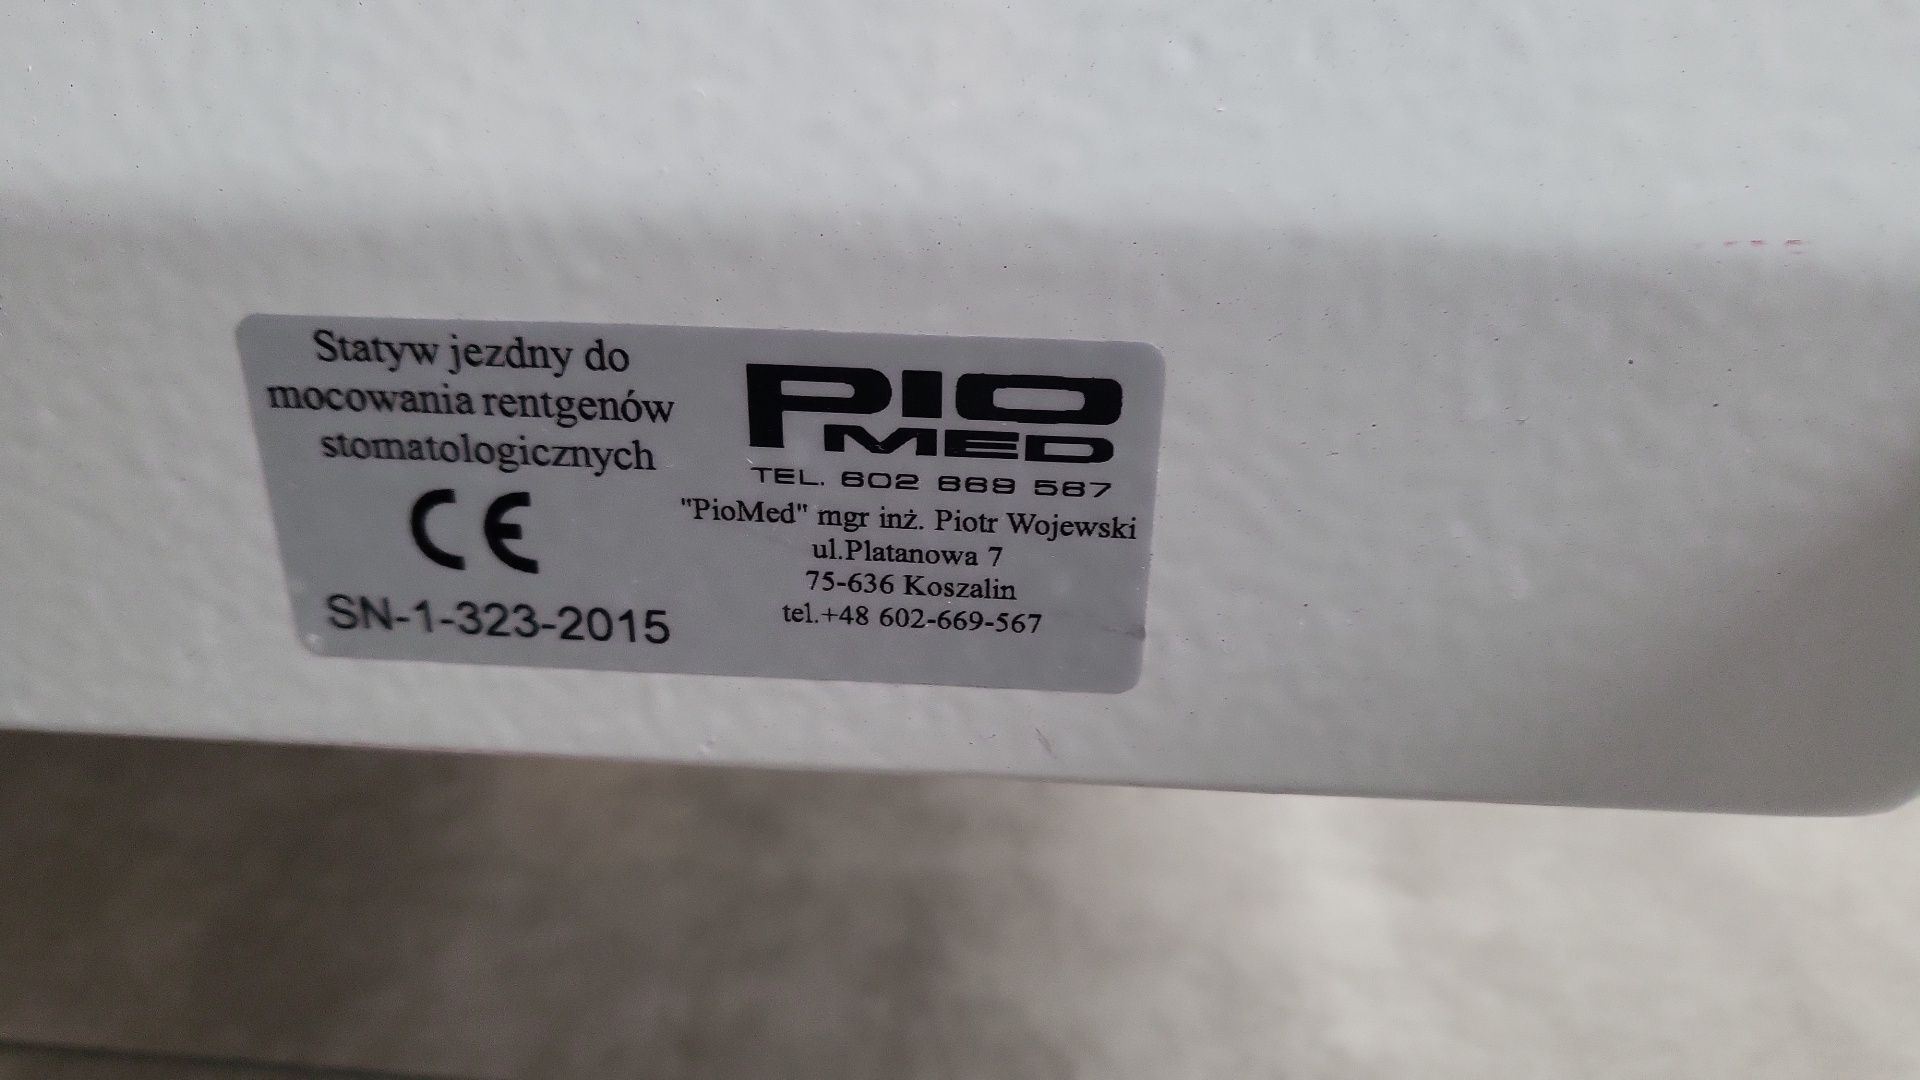 Statyw jezdny do
mocowania rentgenów
stomatologicznych
CE
SN-1-323-2015
PIO
MED
TEL. 602 669 567
"PioMed" mgr inż. Piotr Wojewski
ul.Platanowa 7
75-636 Koszalin
tel.+48 602-669-567